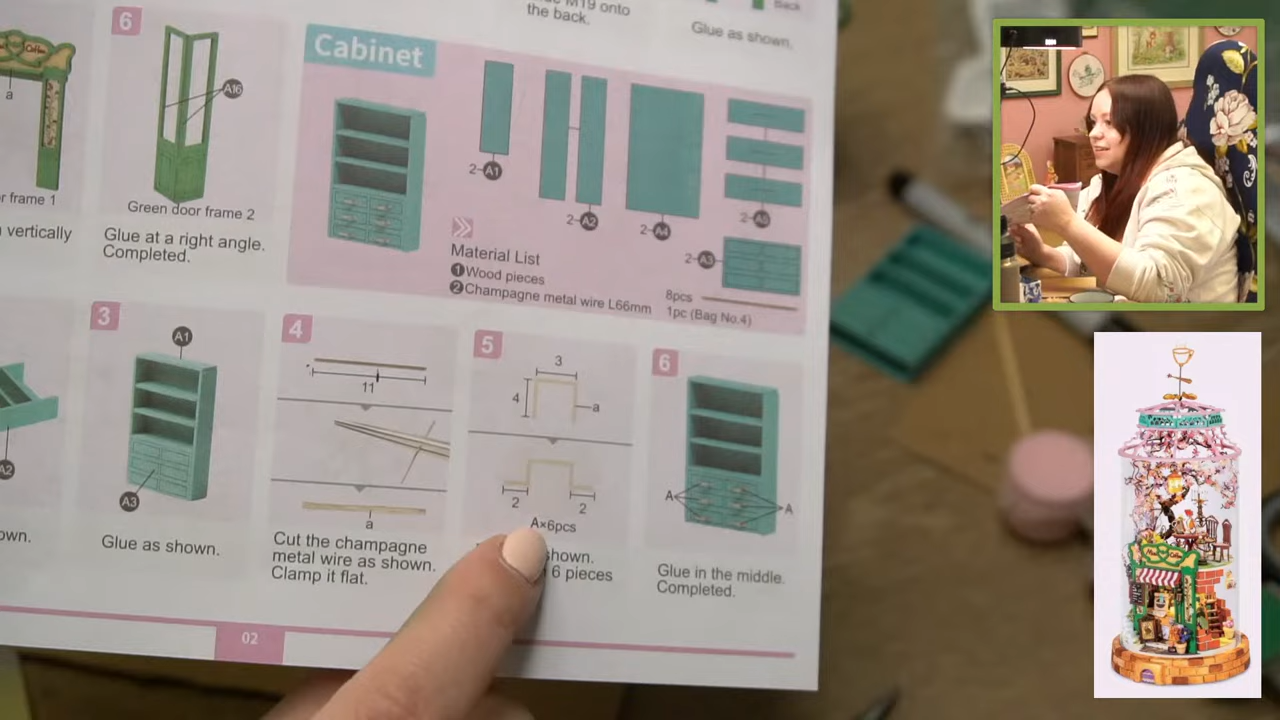 M19 onto
the back.
Back
Glue as shown.
6
A16
a
r frame 1
vertically
Green door frame 2
Glue at a right angle.
Completed.
Cabinet
2-A1
2-A2
2-A4
2-A3
Material List
1 Wood pieces
2 Champagne metal wire L66mm
8pcs
1pc (Bag No.4)
A2
own.
3
A1
A3
Glue as shown.
4
11
a
Cut the champagne
metal wire as shown.
Clamp it flat.
5
3
4
a
2
2
A×6pcs
shown.
6 pieces
6
A
A
Glue in the middle.
Completed.
02